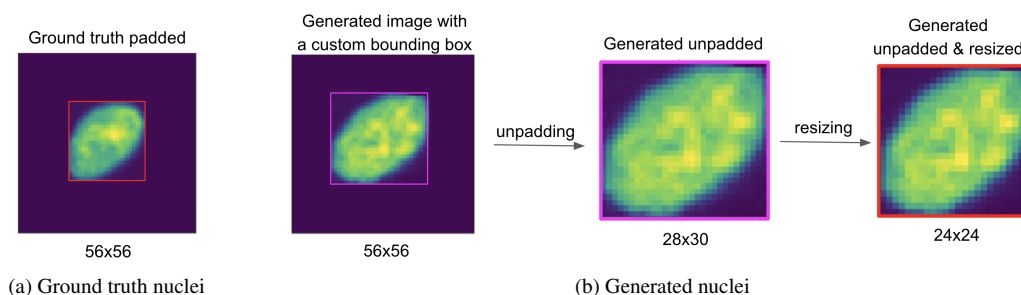 Ground truth padded
56x56
(a) Ground truth nuclei
Generated image with
a custom bounding box
56x56
unpadding
Generated unpadded
28x30
resizing
Generated
unpadded & resized
24x24
(b) Generated nuclei